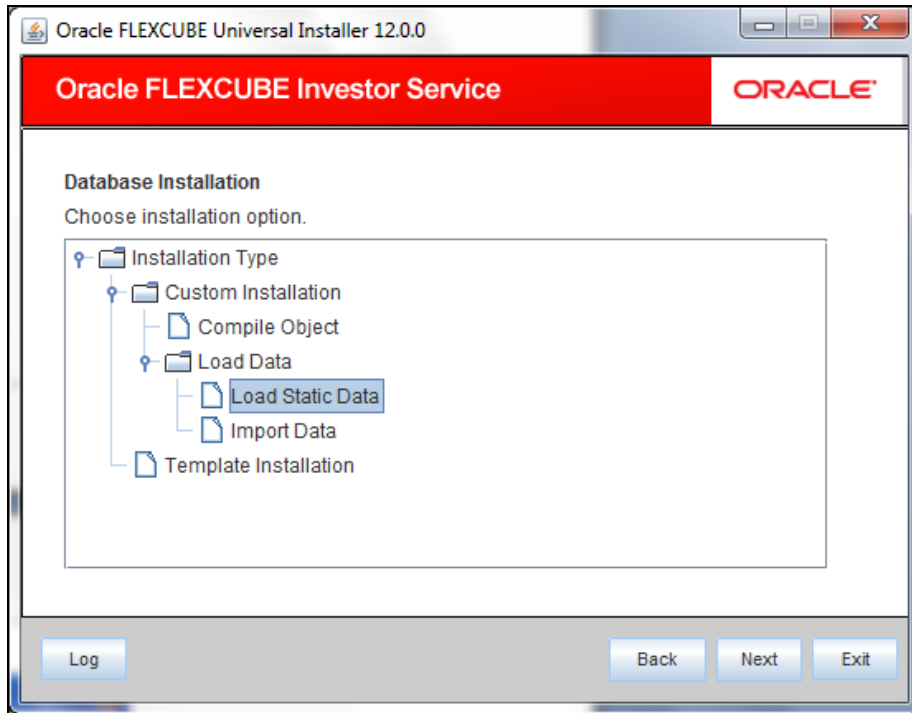 Oracle FLEXCUBE Universal Installer 12.0.0
Oracle FLEXCUBE Investor Service
ORACLE
Database Installation
Choose installation option.
Installation Type
Custom Installation
Compile Object
Load Data
Load Static Data
Import Data
Template Installation
Log
Back
Next
Exit